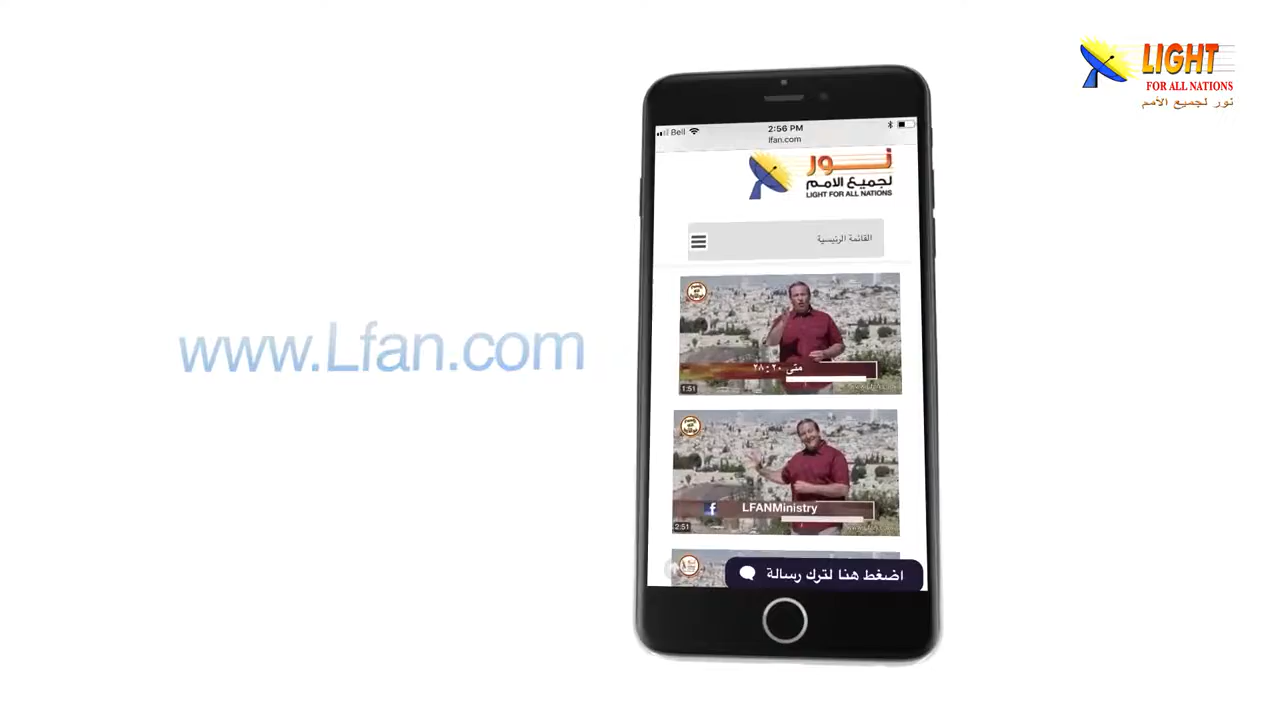 LIGHT
FOR ALL NATIONS
نور لجميع الأمم
www.Lfan.com
Bell
2:56 PM
lfan.com
نور
لجميع الامم
LIGHT FOR ALL NATIONS
القائمة الرئيسية
متى ٢٠ : ٢٨
1:51
LFANMinistry
2:51
اضغط هنا لترك رسالة